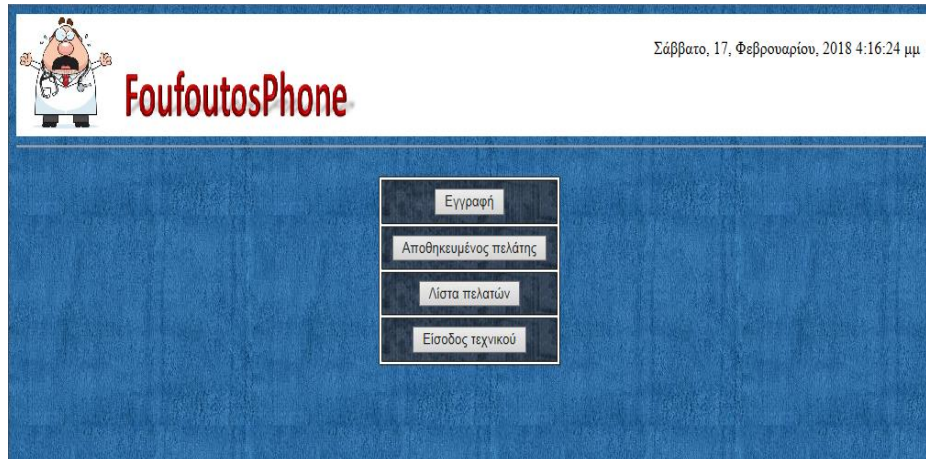 FoufoutosPhone
Σάββατο, 17, Φεβρουαρίου, 2018 4:16:24 μμ
Εγγραφή
Αποθηκευμένος πελάτης
Λίστα πελατών
Είσοδος τεχνικού